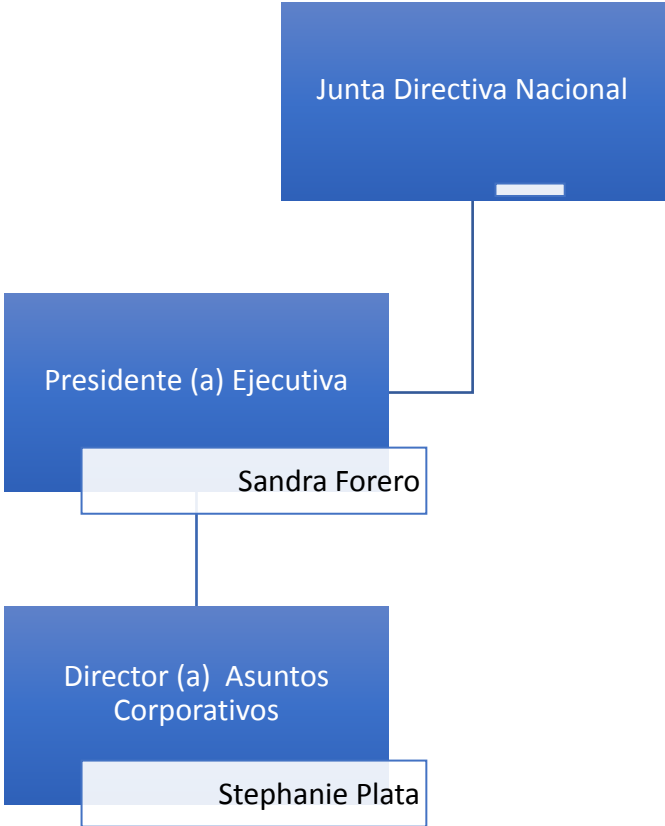 Junta Directiva Nacional
Presidente (a) Ejecutiva
Sandra Forero
Director (a) Asuntos
Corporativos
Stephanie Plata